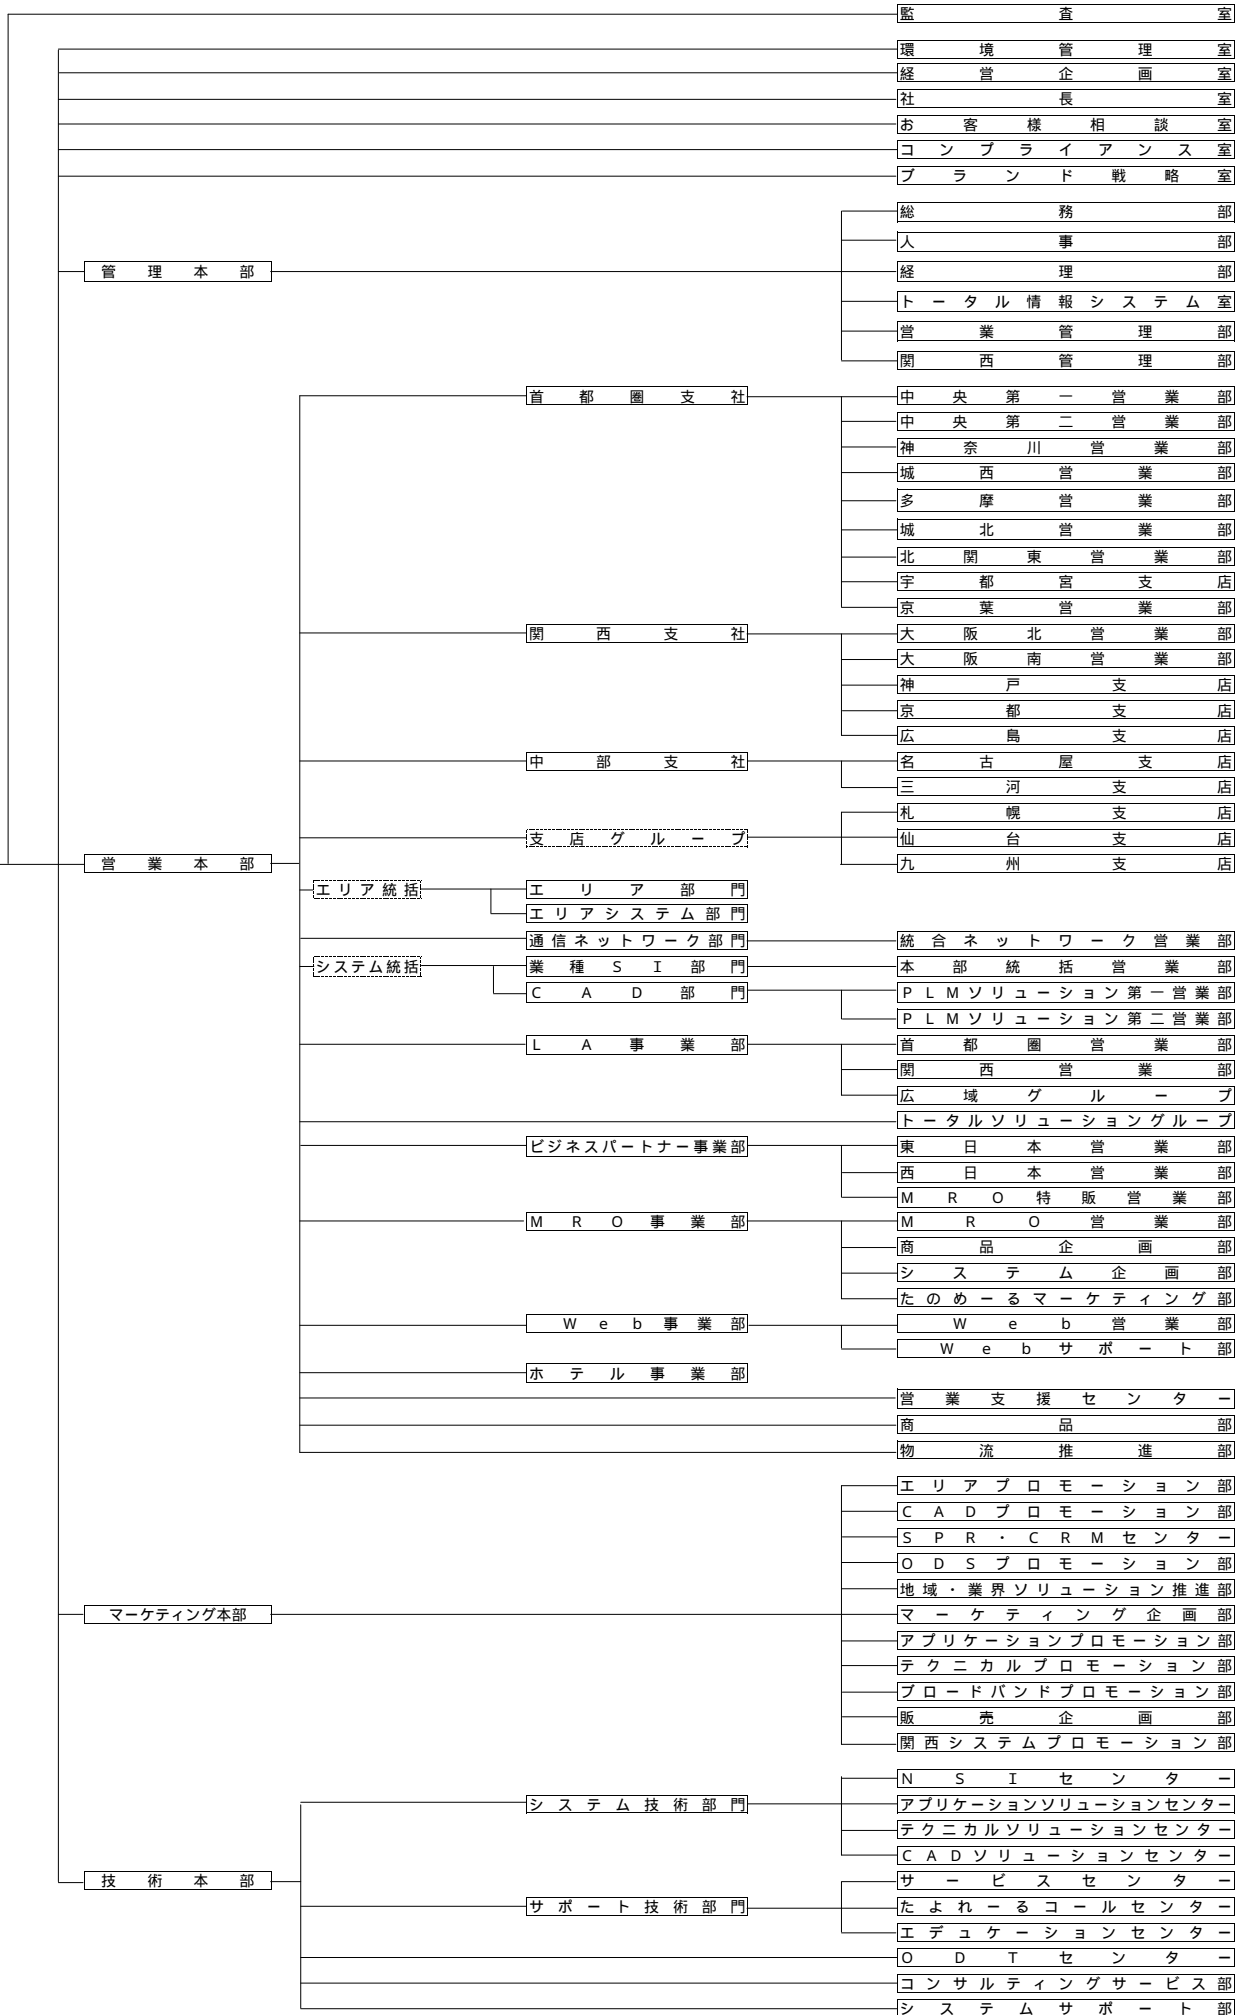 監査室
環境管理室
経営企画室
社長室
お客様相談室
コンプライアンス室
ブランド戦略室
管理本部
総務部
人事部
経理部
トータル情報システム室
営業管理部
関西管理部
営業本部
首都圏支社
中央第一営業部
中央第二営業部
神奈川営業部
城西営業部
多摩営業部
城北営業部
北関東営業部
宇都宮支店
京葉営業部
関西支社
大阪北営業部
大阪南営業部
神戸支店
京都支店
広島支店
中部支社
名古屋支店
三河支店
支店グループ
札幌支店
仙台支店
九州支店
エリア統括
エリア部門
エリアシステム部門
通信ネットワーク部門
統合ネットワーク営業部
システム統括
業種SI部門
本部統括営業部
CAD部門
PLMソリューション第一営業部
PLMソリューション第二営業部
LA事業部
首都圏営業部
関西営業部
広域グループ
トータルソリューショングループ
ビジネスパートナー事業部
東日本営業部
西日本営業部
MRO特販営業部
MRO事業部
MRO営業部
商品企画部
システム企画部
たのめーるマーケティング部
Web事業部
Web営業部
Webサポート部
ホテル事業部
営業支援センター
商品部
物流推進部
マーケティング本部
エリアプロモーション部
CADプロモーション部
SPR・CRMセンター
ODSプロモーション部
地域・業界ソリューション推進部
マーケティング企画部
アプリケーションプロモーション部
テクニカルプロモーション部
ブロードバンドプロモーション部
販売企画部
関西システムプロモーション部
技術本部
システム技術部門
NSIセンター
アプリケーションソリューションセンター
テクニカルソリューションセンター
CADソリューションセンター
サポート技術部門
サービスセンター
たよれーるコールセンター
エデュケーションセンター
ODTセンター
コンサルティングサービス部
システムサポート部